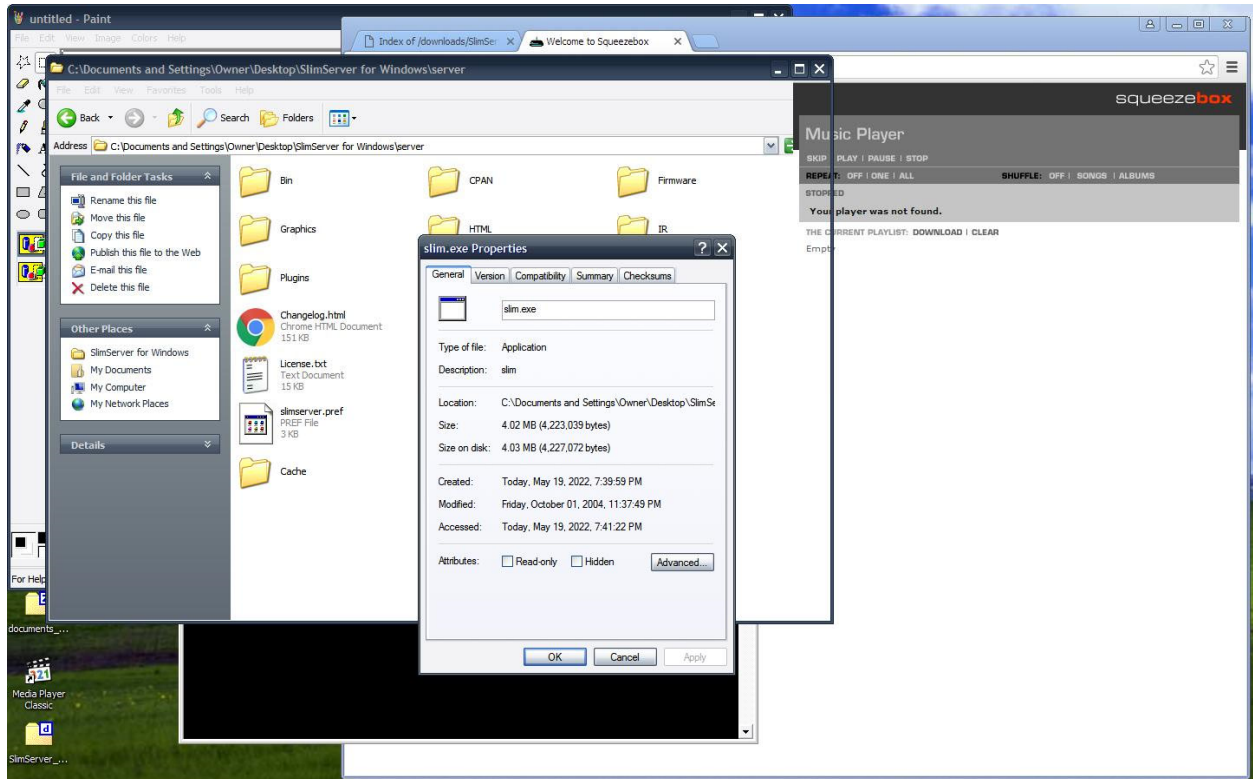 untitled - Paint
File Edit View Image Colors Help
Index of /downloads/SlimSer
Welcome to Squeezebox
C:\Documents and Settings\Owner\Desktop\SlimServer for Windows\server
File Edit View Favorites Tools Help
Back
Search
Folders
Address C:\Documents and Settings\Owner\Desktop\SlimServer for Windows\server
File and Folder Tasks
Rename this file
Move this file
Copy this file
Publish this file to the Web
E-mail this file
Delete this file
Other Places
SlimServer for Windows
My Documents
My Computer
My Network Places
Details
Bin
CPAN
Firmware
Graphics
HTML
IR
Plugins
Changelog.html
Chrome HTML Document
151 KB
License.txt
Text Document
15 KB
slimserver.pref
PREF File
3 KB
Cache
slim.exe Properties
General Version Compatibility Summary Checksums
slim.exe
Type of file: Application
Description: slim
Location: C:\Documents and Settings\Owner\Desktop\SlimSe
Size: 4.02 MB (4,223,039 bytes)
Size on disk: 4.03 MB (4,227,072 bytes)
Created: Today, May 19, 2022, 7:39:59 PM
Modified: Friday, October 01, 2004, 11:37:49 PM
Accessed: Today, May 19, 2022, 7:41:22 PM
Attributes: Read-only Hidden Advanced...
OK Cancel Apply
squeezebox
Music Player
SKIP | PLAY | PAUSE | STOP
REPEAT: OFF | ONE | ALL SHUFFLE: OFF | SONGS | ALBUMS
STOPPED
Your player was not found.
THE CURRENT PLAYLIST: DOWNLOAD | CLEAR
Empty
For Help
documents_...
Media Player
Classic
SlimServer_...